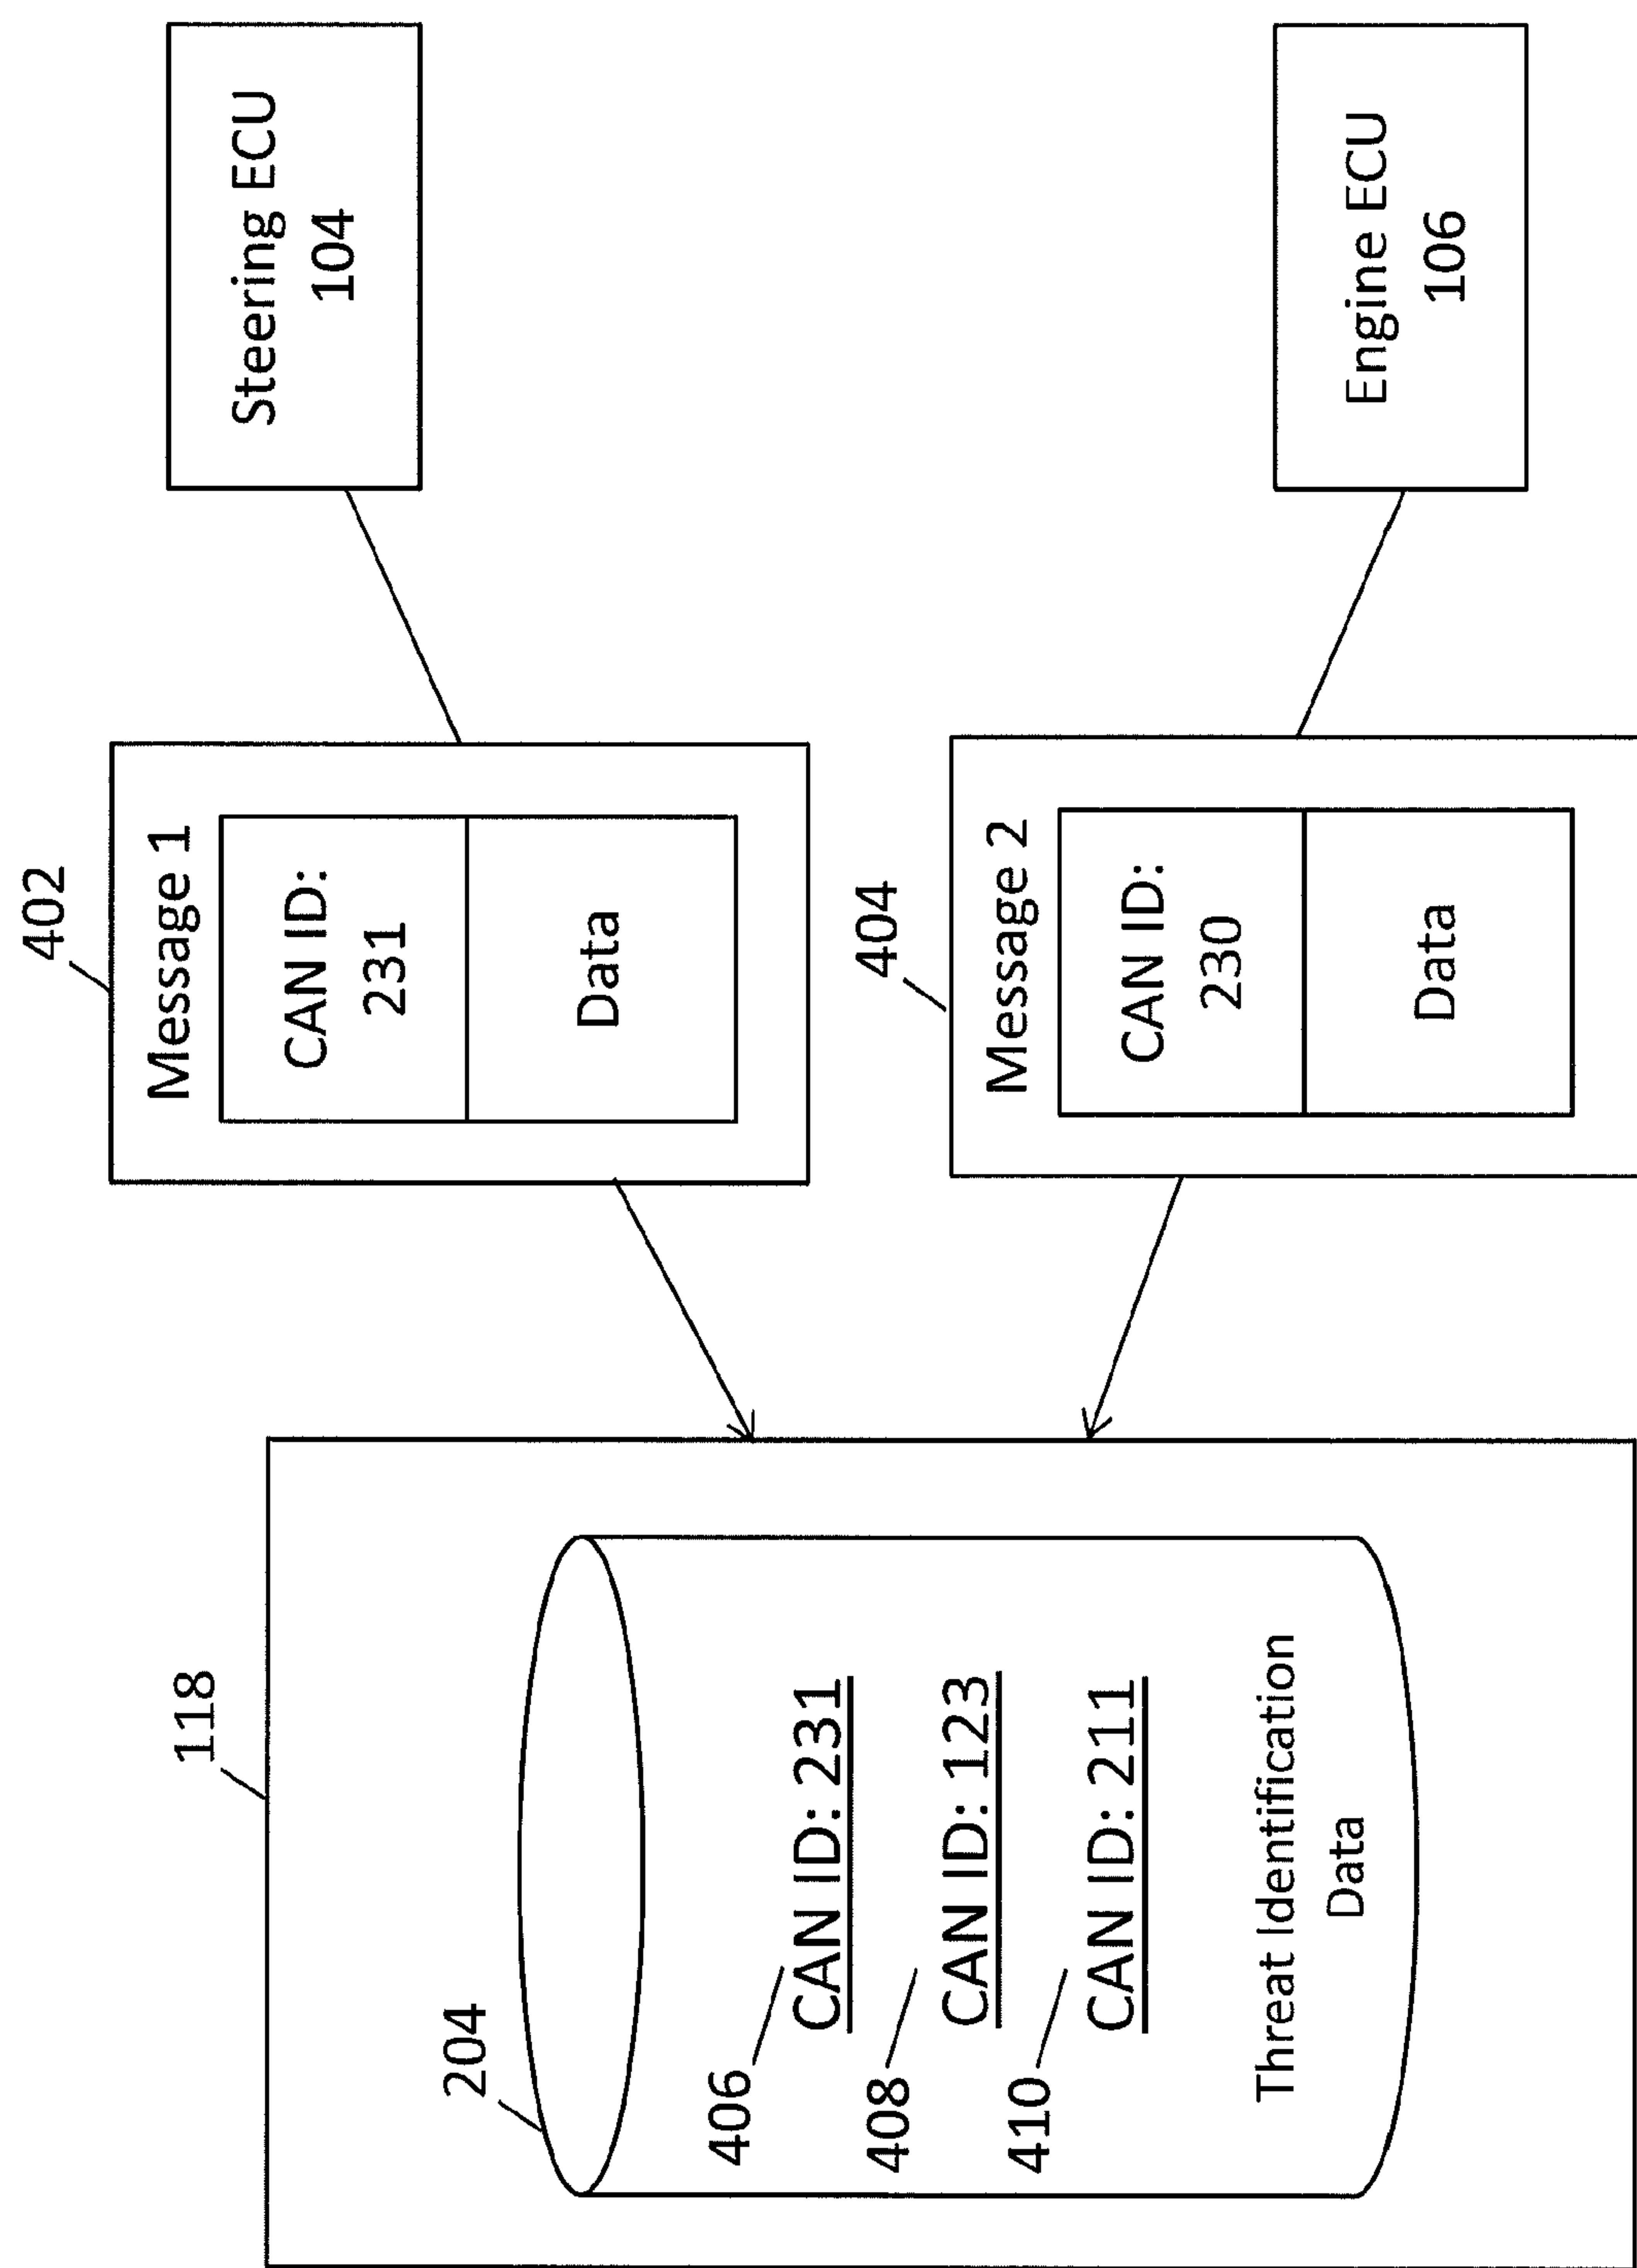 118
204
406
CAN ID: 231
408
CAN ID: 123
410
CAN ID: 211
Threat Identification
Data
402
Message 1
CAN ID:
231
Data
404
Message 2
CAN ID:
230
Data
Steering ECU
104
Engine ECU
106